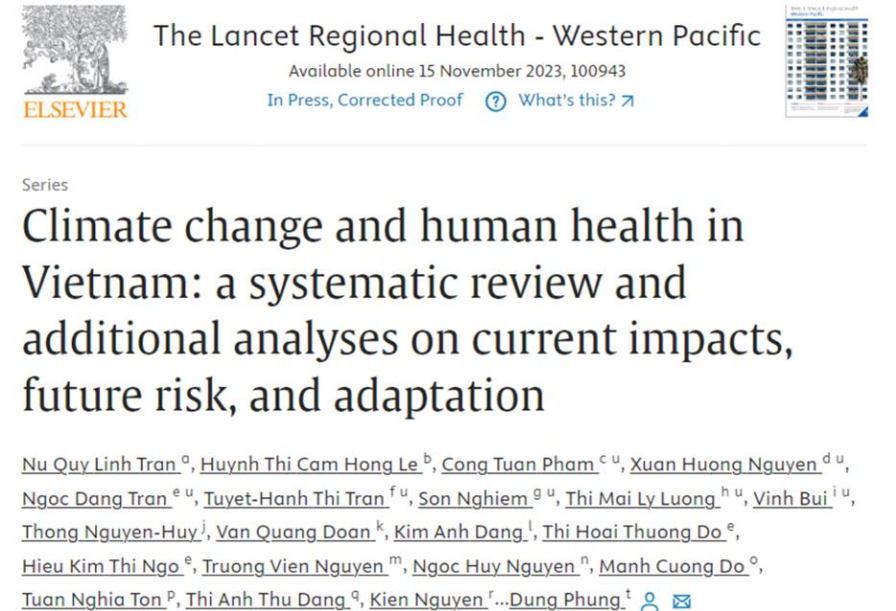 The Lancet Regional Health - Western Pacific
Available online 15 November 2023, 100943
In Press, Corrected Proof ? What's this? ↗
ELSEVIER
Series
Climate change and human health in
Vietnam: a systematic review and
additional analyses on current impacts,
future risk, and adaptation
Nu Quy Linh Tran a, Huynh Thi Cam Hong Le b, Cong Tuan Pham c u, Xuan Huong Nguyen d u,
Ngoc Dang Tran e u, Tuyet-Hanh Thi Tran f u, Son Nghiem g u, Thi Mai Ly Luong h u, Vinh Bui i u,
Thong Nguyen-Huy j, Van Quang Doan k, Kim Anh Dang l, Thi Hoai Thuong Do e,
Hieu Kim Thi Ngo e, Truong Vien Nguyen m, Ngoc Huy Nguyen n, Manh Cuong Do o,
Tuan Nghia Ton p, Thi Anh Thu Dang q, Kien Nguyen r...Dung Phung t